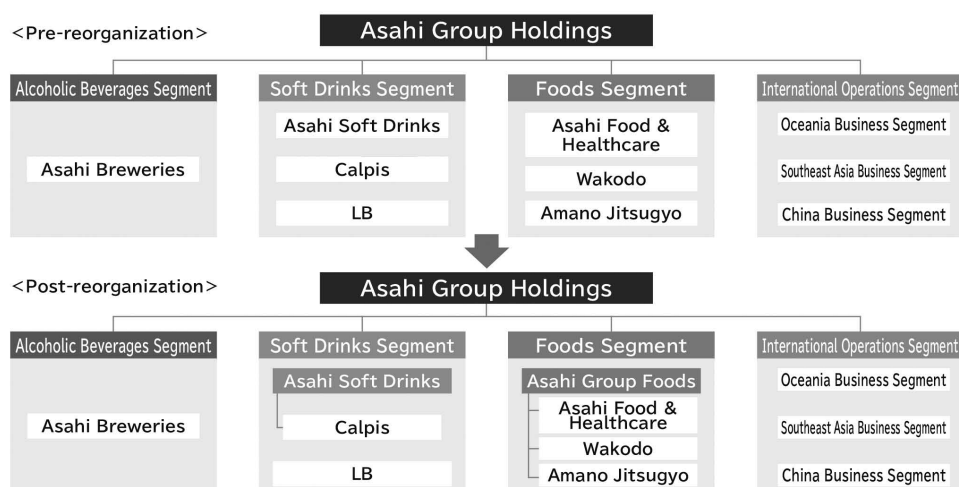 <Pre-reorganization>
Asahi Group Holdings
Alcoholic Beverages Segment
Asahi Breweries
Soft Drinks Segment
Asahi Soft Drinks
Calpis
LB
Foods Segment
Asahi Food &
Healthcare
Wakodo
Amano Jitsugyo
International Operations Segment
Oceania Business Segment
Southeast Asia Business Segment
China Business Segment
<Post-reorganization>
Asahi Group Holdings
Alcoholic Beverages Segment
Asahi Breweries
Soft Drinks Segment
Asahi Soft Drinks
Calpis
LB
Foods Segment
Asahi Group Foods
Asahi Food &
Healthcare
Wakodo
Amano Jitsugyo
International Operations Segment
Oceania Business Segment
Southeast Asia Business Segment
China Business Segment